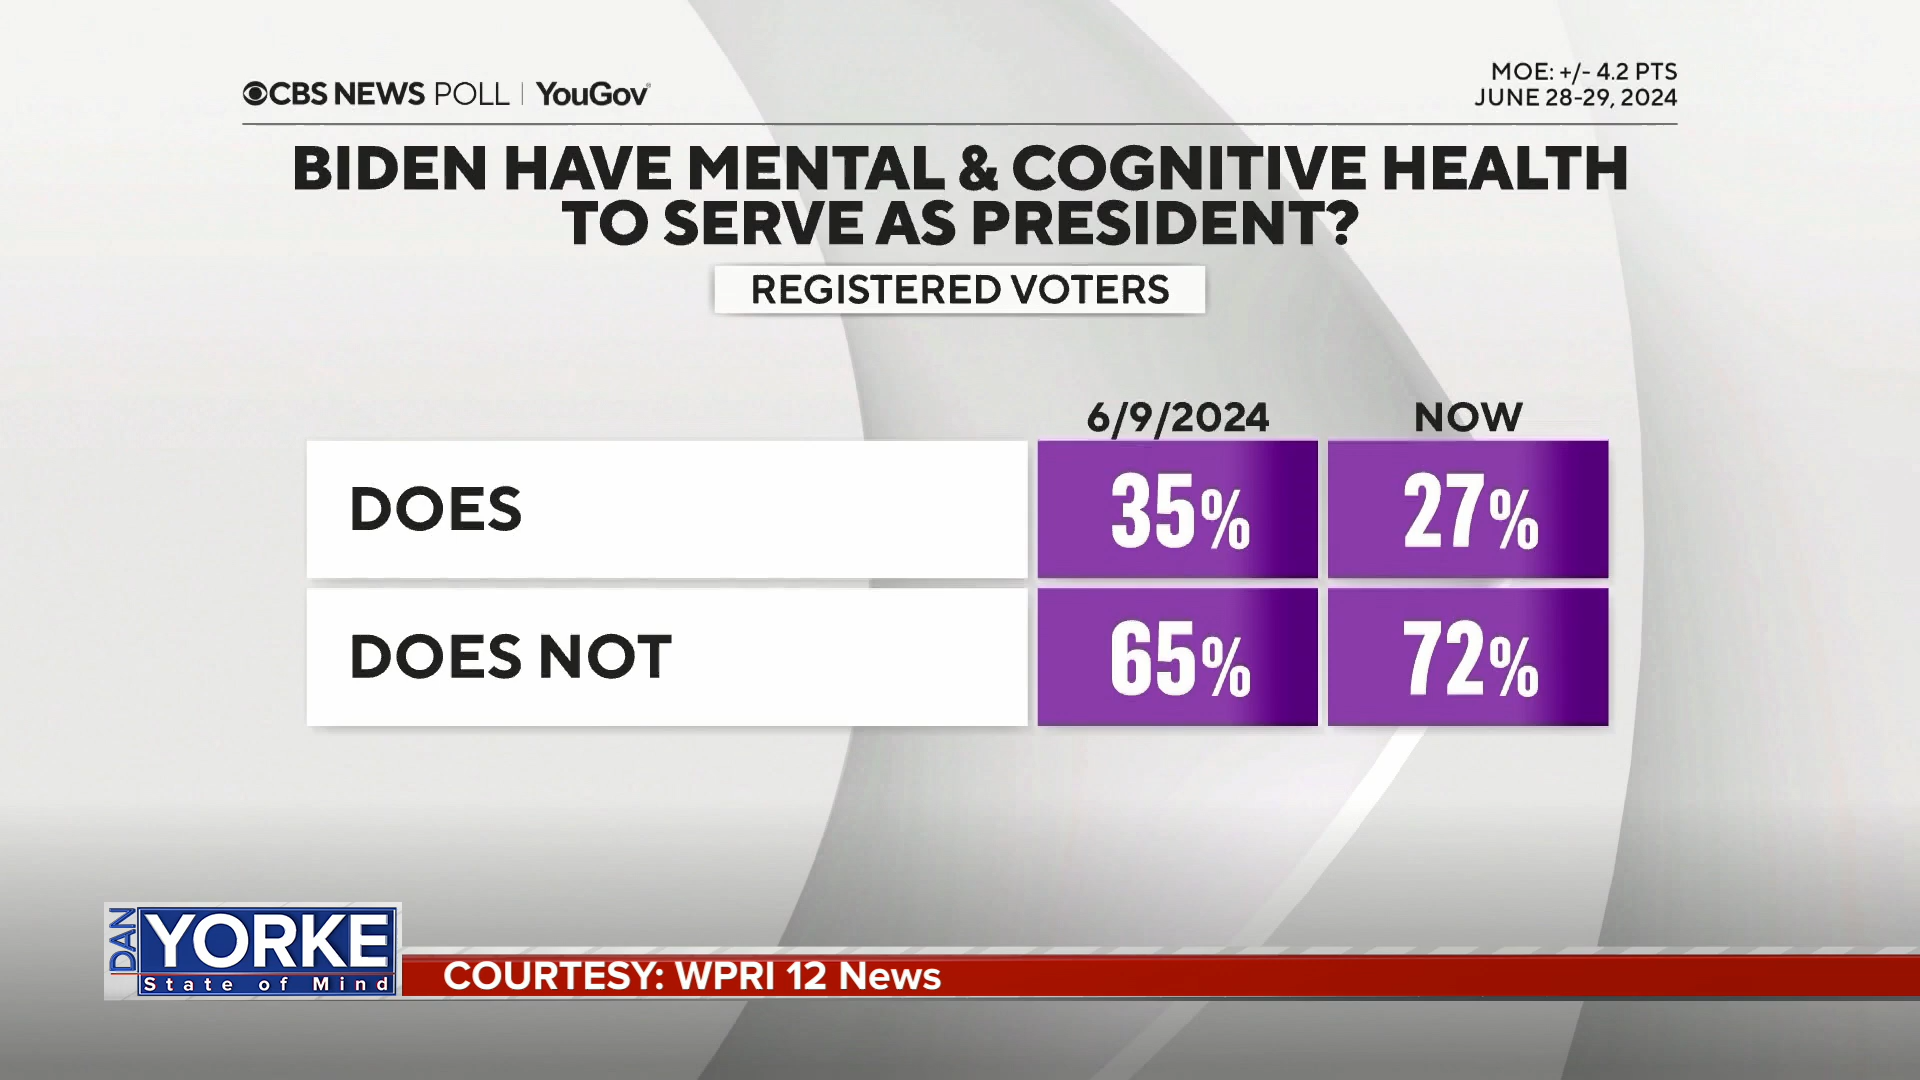 CBS NEWS POLL | YouGov
MOE: +/- 4.2 PTS
JUNE 28-29, 2024
BIDEN HAVE MENTAL & COGNITIVE HEALTH
TO SERVE AS PRESIDENT?
REGISTERED VOTERS
6/9/2024 NOW
DOES 35% 27%
DOES NOT 65% 72%
DAN
YORKE
State of Mind
COURTESY: WPRI 12 News